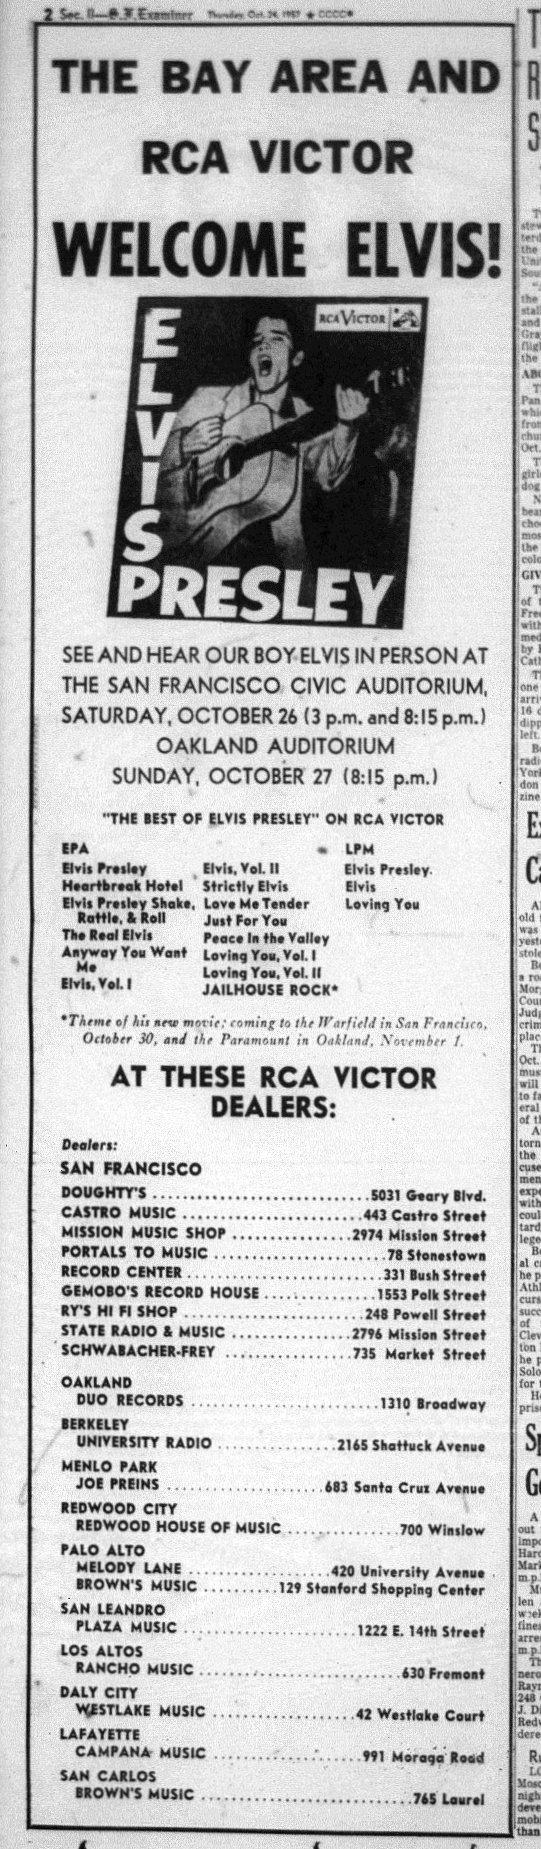 2 Sec. II—S.F. Examiner Thursday, Oct. 24, 1957 ★ CCCC*
THE BAY AREA AND
RCA VICTOR
WELCOME ELVIS!
RCA VICTOR
ELVIS
PRESLEY
SEE AND HEAR OUR BOY ELVIS IN PERSON AT
THE SAN FRANCISCO CIVIC AUDITORIUM,
SATURDAY, OCTOBER 26 (3 p.m. and 8:15 p.m.)
OAKLAND AUDITORIUM
SUNDAY, OCTOBER 27 (8:15 p.m.)
"THE BEST OF ELVIS PRESLEY" ON RCA VICTOR
EPA
Elvis Presley
Heartbreak Hotel
Elvis Presley Shake,
Rattle, & Roll
The Real Elvis
Anyway You Want
Me
Elvis, Vol. I
Elvis, Vol. II
Strictly Elvis
Love Me Tender
Just For You
Peace In the Valley
Loving You, Vol. I
Loving You, Vol. II
JAILHOUSE ROCK*
LPM
Elvis Presley
Elvis
Loving You
*Theme of his new movie; coming to the Warfield in San Francisco,
October 30, and the Paramount in Oakland, November 1.
AT THESE RCA VICTOR
DEALERS:
Dealers:
SAN FRANCISCO
DOUGHTY'S ............................5031 Geary Blvd.
CASTRO MUSIC .......................443 Castro Street
MISSION MUSIC SHOP ...............2974 Mission Street
PORTALS TO MUSIC ......................78 Stonestown
RECORD CENTER .........................331 Bush Street
GEMOBO'S RECORD HOUSE ..............1553 Polk Street
RY'S HI FI SHOP .......................248 Powell Street
STATE RADIO & MUSIC ...............2796 Mission Street
SCHWABACHER-FREY ................735 Market Street
OAKLAND
DUO RECORDS ........................1310 Broadway
BERKELEY
UNIVERSITY RADIO ...............2165 Shattuck Avenue
MENLO PARK
JOE PREINS ....................683 Santa Cruz Avenue
REDWOOD CITY
REDWOOD HOUSE OF MUSIC ..............700 Winslow
PALO ALTO
MELODY LANE ..................420 University Avenue
BROWN'S MUSIC ..........129 Stanford Shopping Center
SAN LEANDRO
PLAZA MUSIC ......................1222 E. 14th Street
LOS ALTOS
RANCHO MUSIC ..........................630 Fremont
DALY CITY
WESTLAKE MUSIC ..................42 Westlake Court
LAFAYETTE
CAMPANA MUSIC ...................991 Moraga Road
SAN CARLOS
BROWN'S MUSIC ...........................765 Laurel